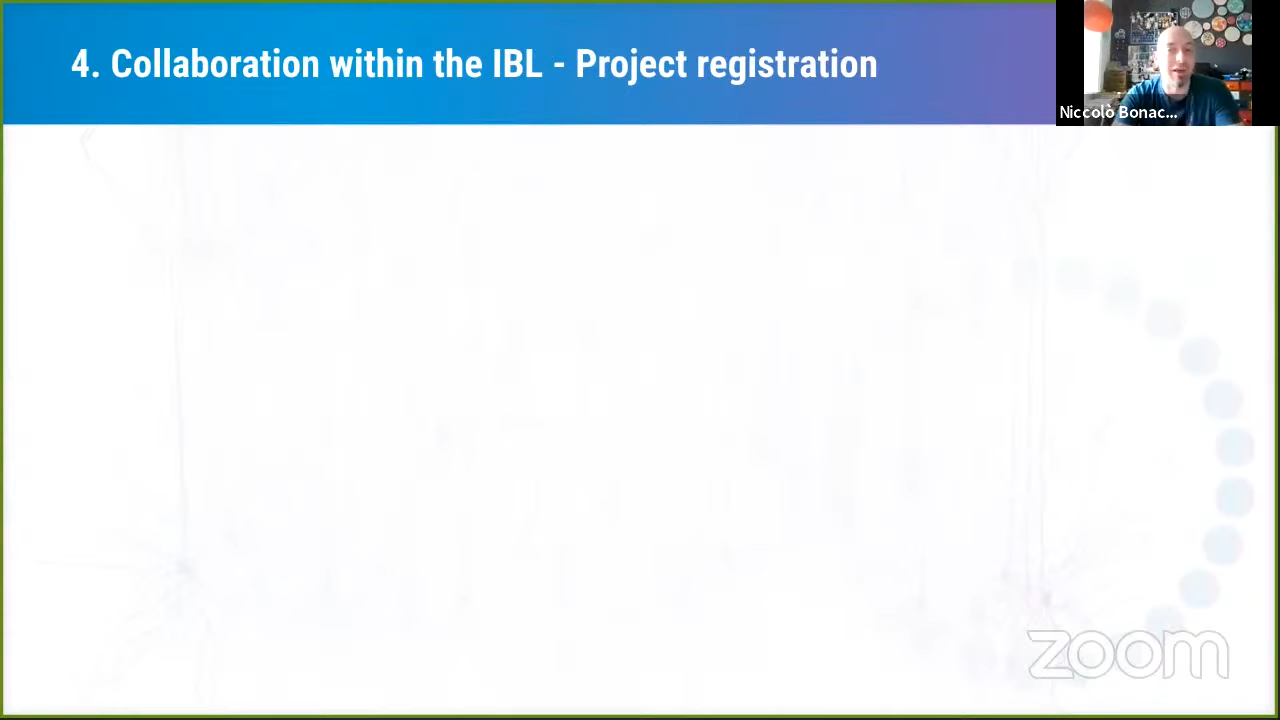 4. Collaboration within the IBL - Project registration
Niccolò Bonac...
zoom